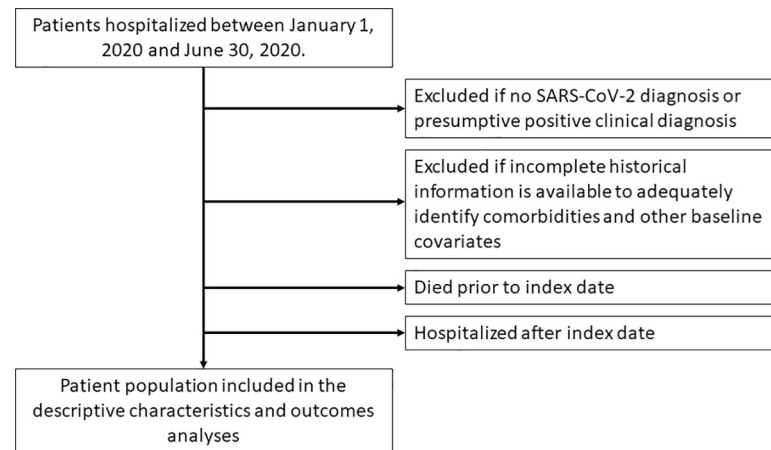 Patients hospitalized between January 1,
2020 and June 30, 2020.
Excluded if no SARS-CoV-2 diagnosis or
presumptive positive clinical diagnosis
Excluded if incomplete historical
information is available to adequately
identify comorbidities and other baseline
covariates
Died prior to index date
Hospitalized after index date
Patient population included in the
descriptive characteristics and outcomes
analyses